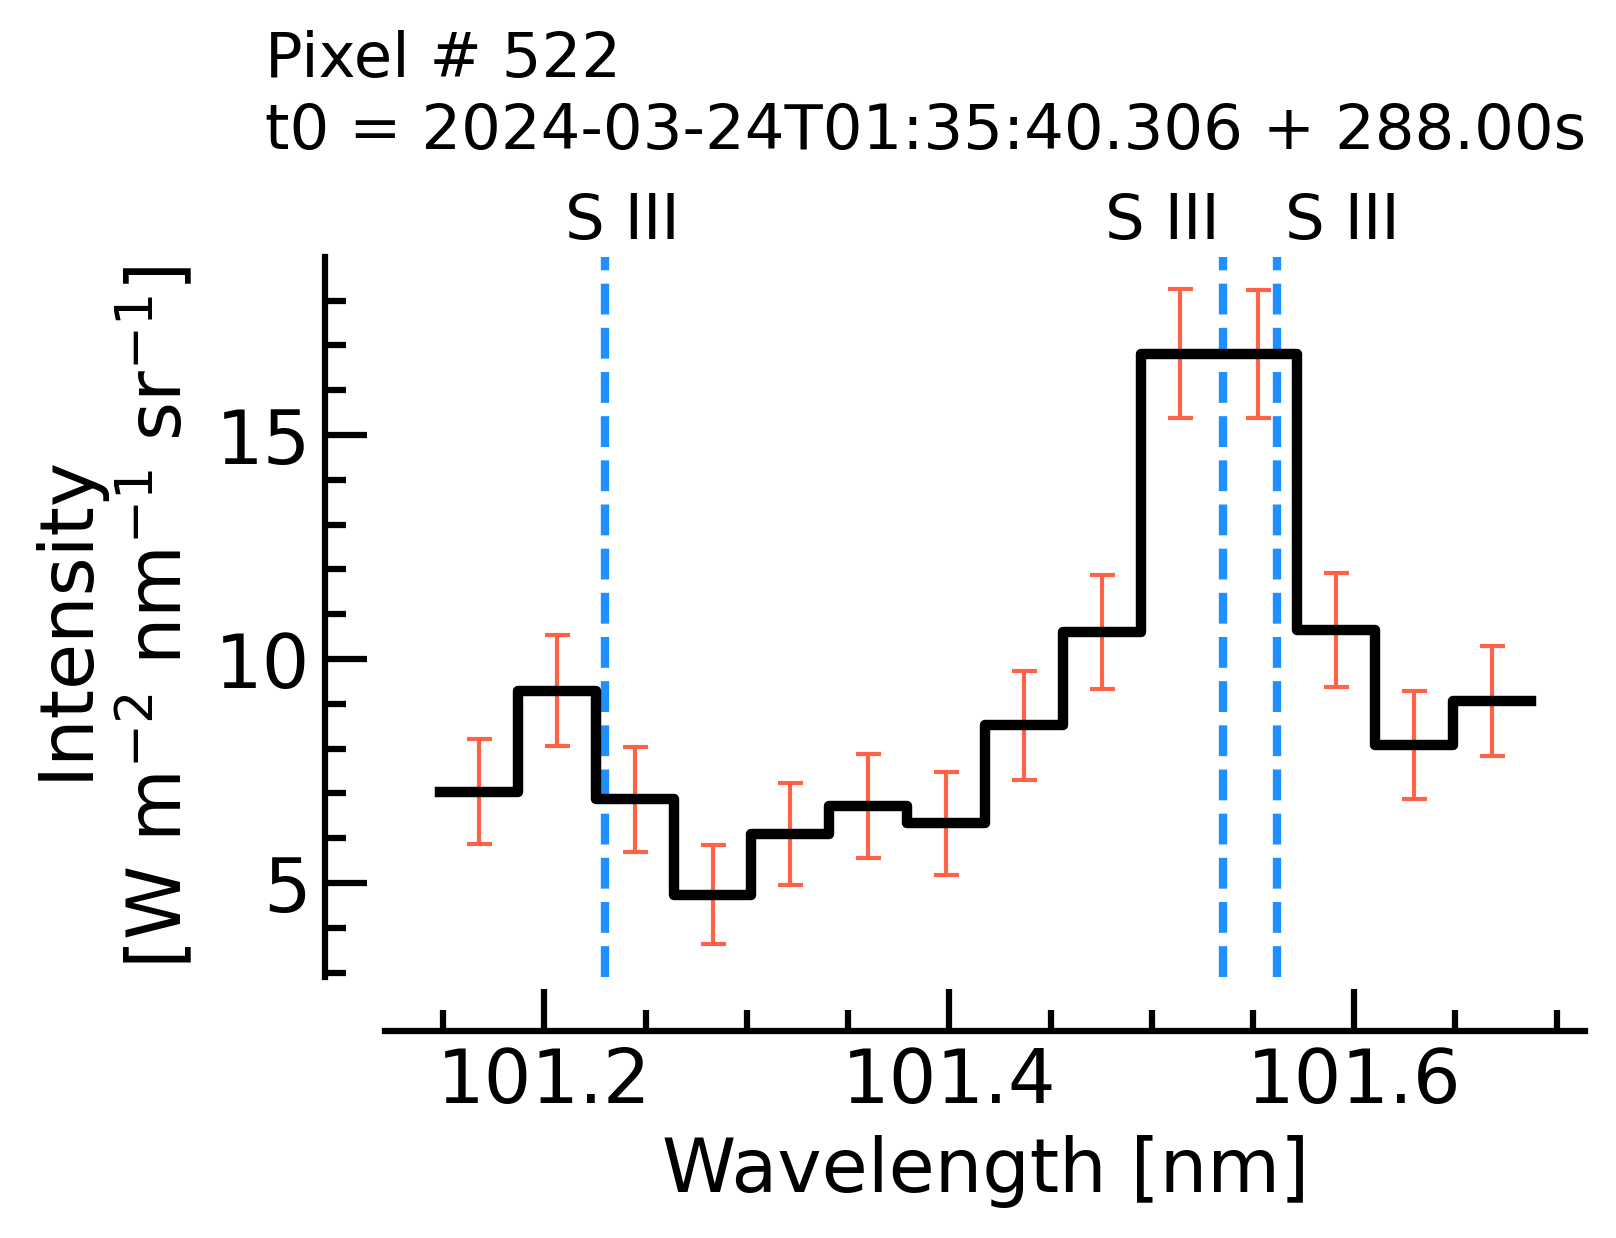 Pixel # 522
t0 = 2024-03-24T01:35:40.306 + 288.00s
S III S III S III
Intensity
[W m⁻² nm⁻¹ sr⁻¹]
15
10
5
101.2 101.4 101.6
Wavelength [nm]